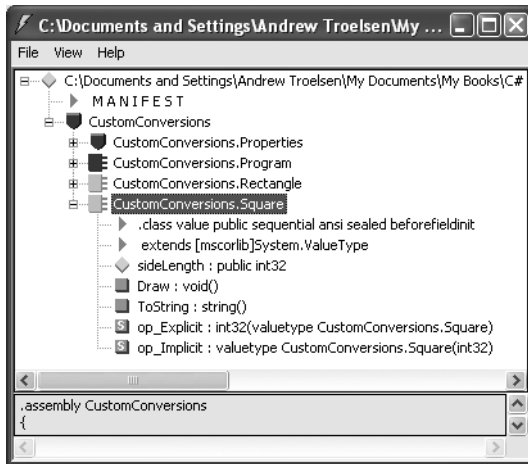 C:\Documents and Settings\Andrew Troelsen\My ...
File View Help
C:\Documents and Settings\Andrew Troelsen\My Documents\My Books\C#
MANIFEST
CustomConversions
CustomConversions.Properties
CustomConversions.Program
CustomConversions.Rectangle
CustomConversions.Square
.class value public sequential ansi sealed beforefieldinit
extends [mscorlib]System.ValueType
sideLength : public int32
Draw : void()
ToString : string()
S op_Explicit : int32(valuetype CustomConversions.Square)
S op_Implicit : valuetype CustomConversions.Square(int32)
.assembly CustomConversions
{